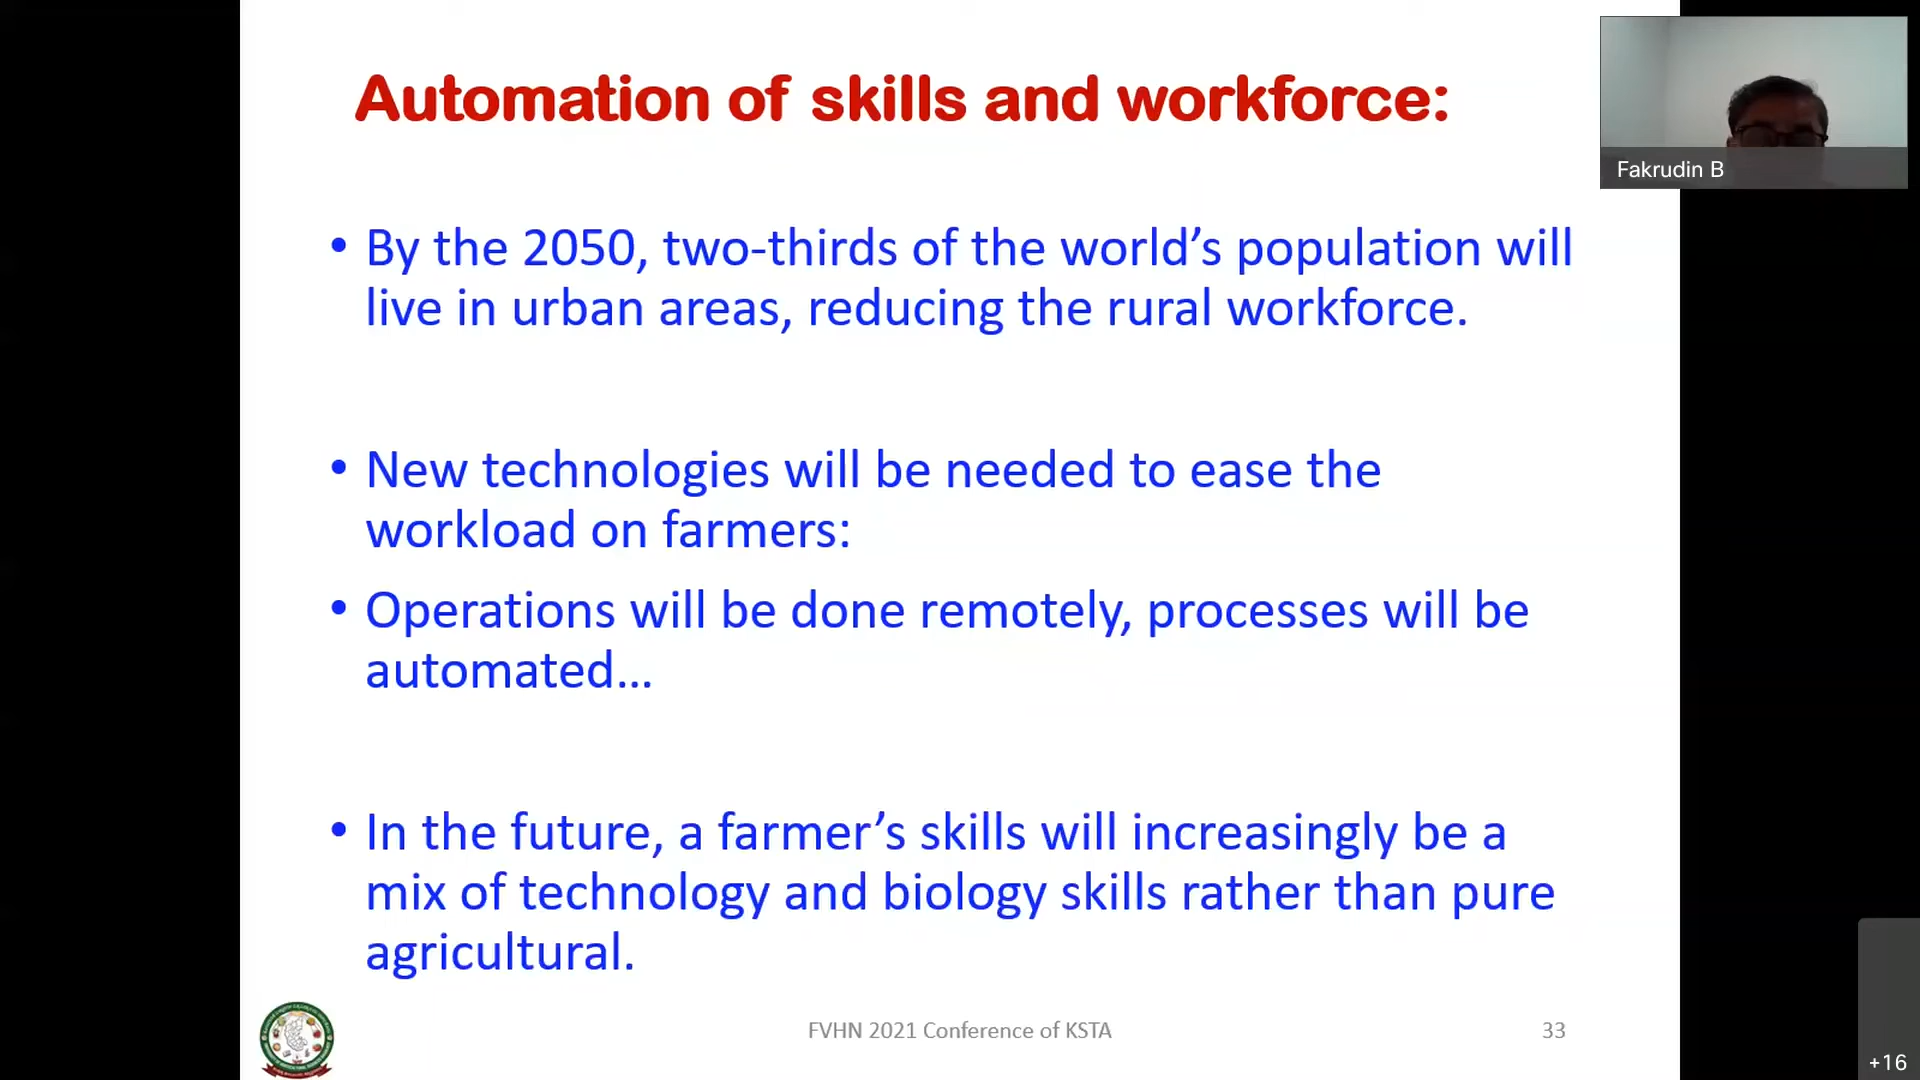 Automation of skills and workforce:
Fakrudin B
• By the 2050, two-thirds of the world’s population will
live in urban areas, reducing the rural workforce.
• New technologies will be needed to ease the
workload on farmers:
• Operations will be done remotely, processes will be
automated...
• In the future, a farmer’s skills will increasingly be a
mix of technology and biology skills rather than pure
agricultural.
FVHN 2021 Conference of KSTA
33
+16